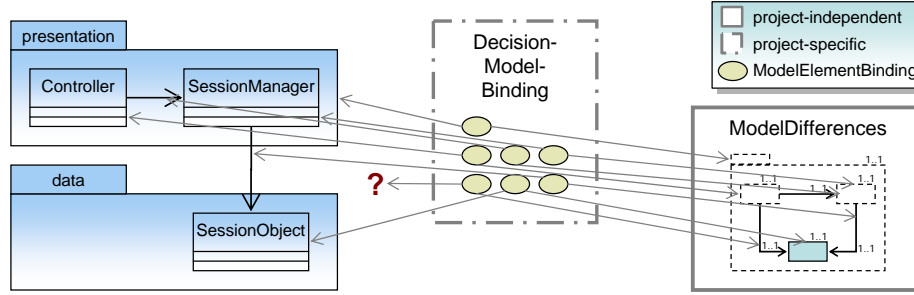 presentation
Controller
SessionManager
data
SessionObject
?
Decision-
Model-
Binding
project-independent
project-specific
ModelElementBinding
ModelDifferences
1..1
1..1
1..1
1..1
1..1
1..1
1..1